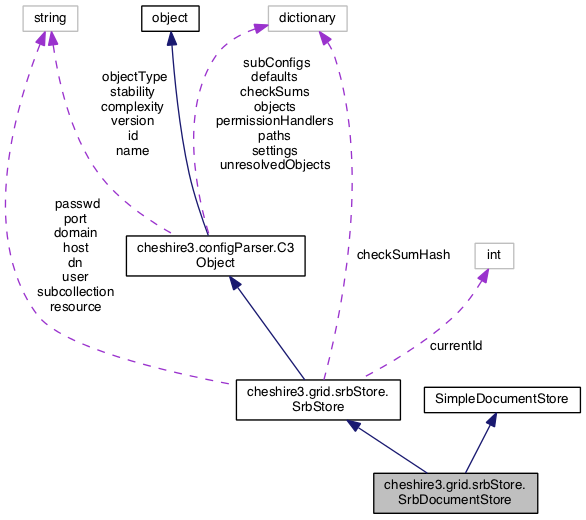 string
object
dictionary
objectType
stability
complexity
version
id
name
subConfigs
defaults
checkSums
objects
permissionHandlers
paths
settings
unresolvedObjects
passwd
port
domain
host
dn
user
subcollection
resource
cheshire3.configParser.C3
Object
checkSumHash
int
currentId
cheshire3.grid.srbStore.
SrbStore
SimpleDocumentStore
cheshire3.grid.srbStore.
SrbDocumentStore